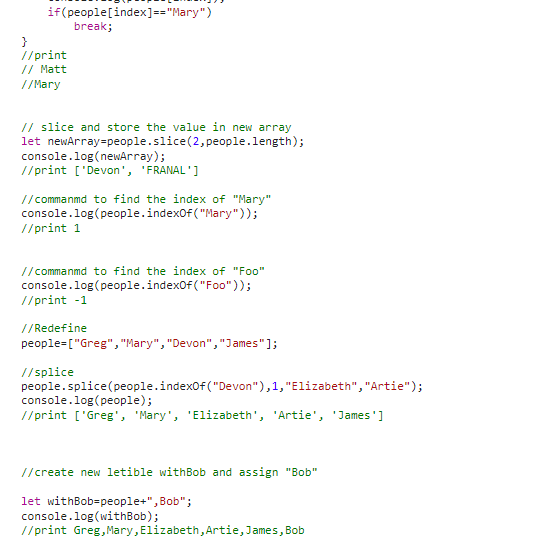 if(people[index]=="Mary")
break;
}
//print
// Matt
//Mary
// slice and store the value in new array
let newArray=people.slice(2,people.length);
console.log(newArray);
//print ['Devon', 'FRANAL']
//commanmd to find the index of "Mary"
console.log(people.indexOf("Mary"));
//print 1
//commanmd to find the index of "Foo"
console.log(people.indexOf("Foo"));
//print -1
//Redefine
people=["Greg","Mary","Devon","James"];
//splice
people.splice(people.indexOf("Devon"),1,"Elizabeth","Artie");
console.log(people);
//print ['Greg', 'Mary', 'Elizabeth', 'Artie', 'James']
//create new letible withBob and assign "Bob"
let withBob=people+",Bob";
console.log(withBob);
//print Greg,Mary,Elizabeth,Artie,James,Bob